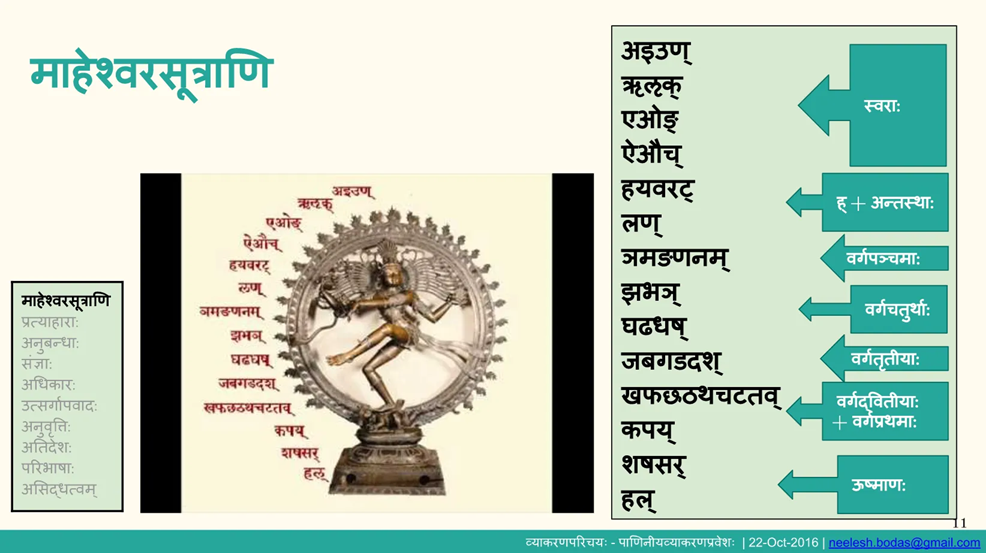 माहेश्वरसूत्राणि
अइउण्
ऋलृक्
एओङ्
ऐऔच्
हयवरट्
लण्
ञमङणनम्
झभञ्
घढधष्
जबगडदश्
खफछठथचटतव्
कपय्
शषसर्
हल्
माहेश्वरसूत्राणि
प्रत्याहारा:
अनुबन्धा:
संज्ञा:
अधिकार:
उत्सर्गापवाद:
अनुवृत्ति:
अतिदेश:
परिभाषा:
असिद्धत्वम्
अइउण्
ऋऌक्
एओङ्
ऐऔच्
हयवरट्
लण्
ञमङणनम्
झभञ्
घढधष्
जबगडदश्
खफछठथचटतव्
कपय्
शषसर्
हल्
स्वरा:
ह् + अन्तस्था:
वर्गपञ्चमा:
वर्गचतुर्था:
वर्गतृतीया:
वर्गद्वितीया:
+ वर्गप्रथमा:
ऊष्माण:
11
व्याकरणपरिचयः - पाणिनीयव्याकरणप्रवेशः | 22-Oct-2016 | neelesh.bodas@gmail.com